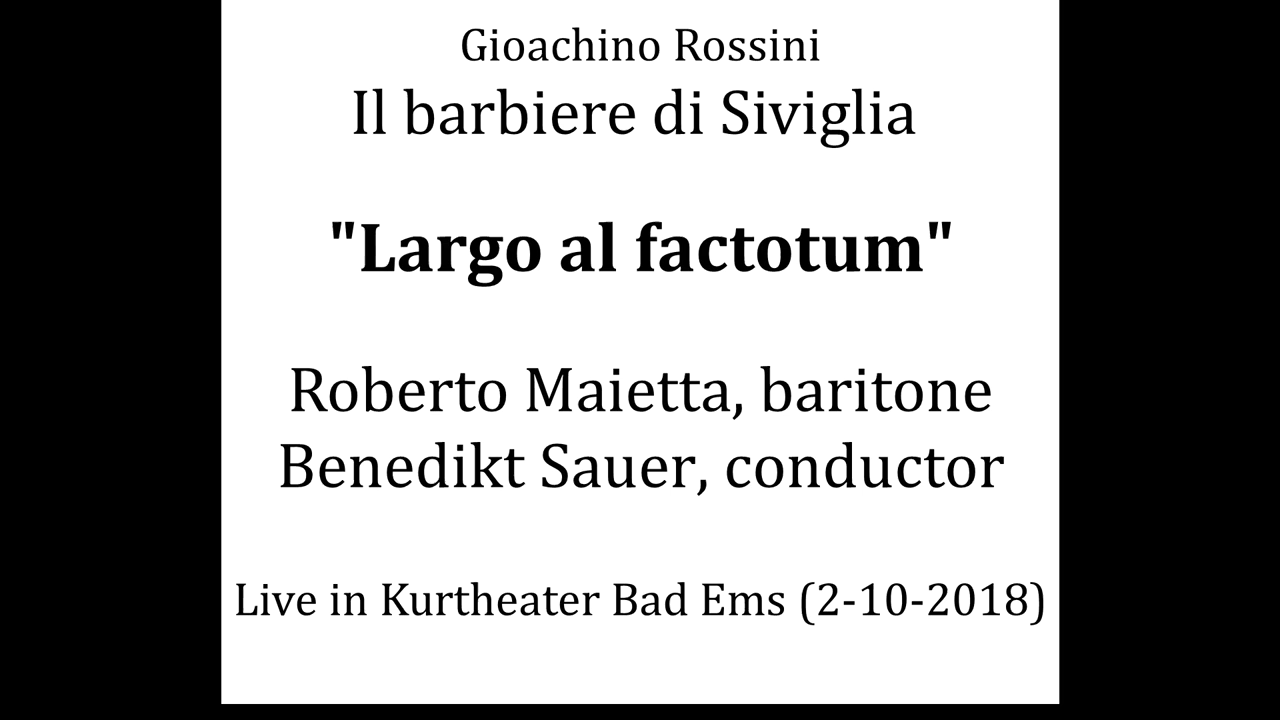 Gioachino Rossini
Il barbiere di Siviglia
"Largo al factotum"
Roberto Maietta, baritone
Benedikt Sauer, conductor
Live in Kurtheater Bad Ems (2-10-2018)